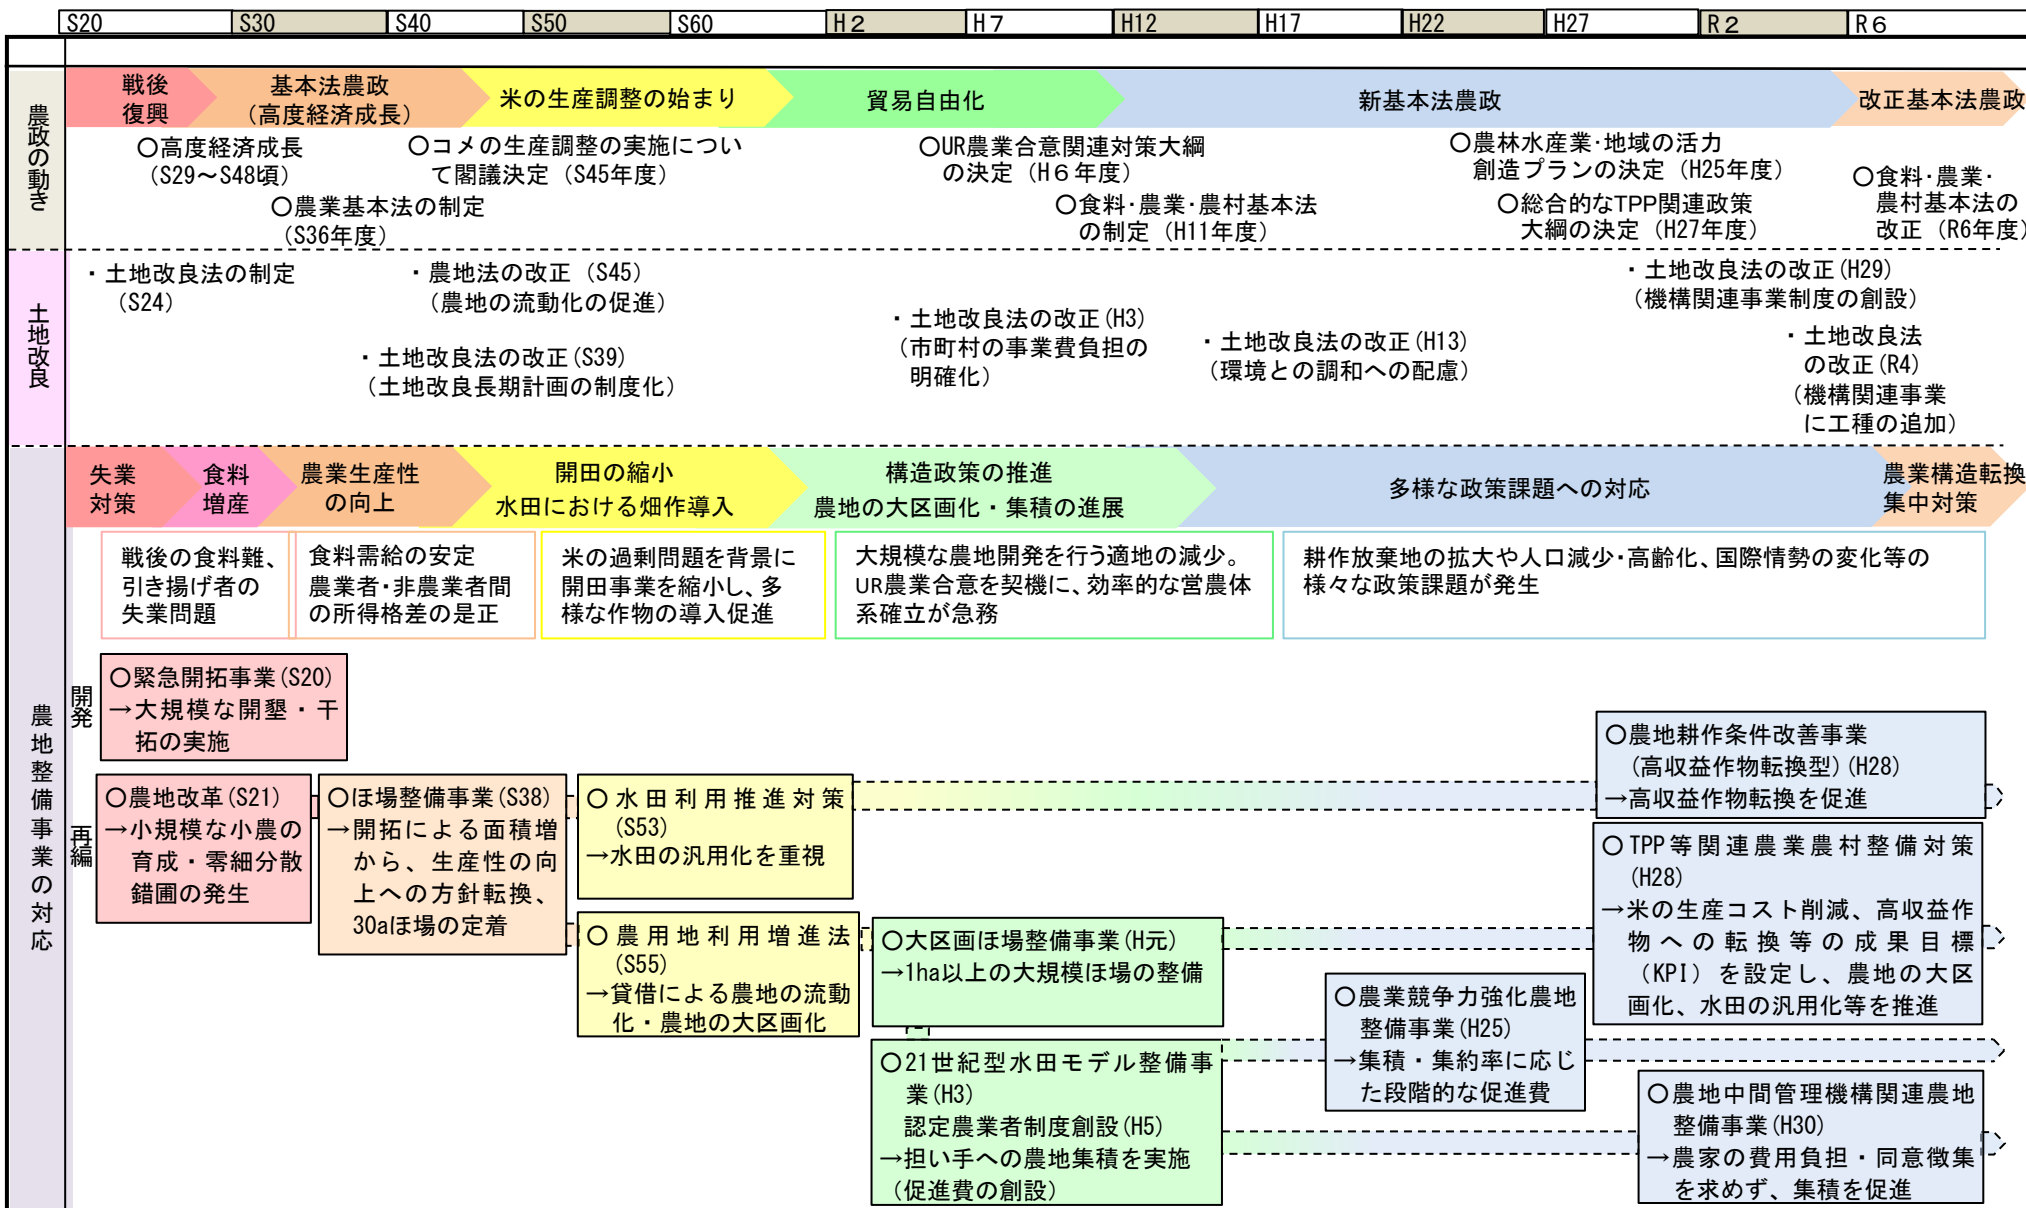 S20 S30 S40 S50 S60 H2 H7 H12 H17 H22 H27 R2 R6
農政の動き
戦後
復興
基本法農政
(高度経済成長)
米の生産調整の始まり
貿易自由化
新基本法農政
改正基本法農政
○高度経済成長
(S29～S48頃)
○農業基本法の制定
(S36年度)
○コメの生産調整の実施につい
て閣議決定(S45年度)
○UR農業合意関連対策大綱
の決定(H6年度)
○食料・農業・農村基本法
の制定(H11年度)
○農林水産業・地域の活力
創造プランの決定(H25年度)
○総合的なTPP関連政策
大綱の決定(H27年度)
○食料・農業・
農村基本法の
改正(R6年度)
土地改良
・土地改良法の制定
(S24)
・農地法の改正(S45)
(農地の流動化の促進)
・土地改良法の改正(S39)
(土地改良長期計画の制度化)
・土地改良法の改正(H3)
(市町村の事業費負担の
明確化)
・土地改良法の改正(H13)
(環境との調和への配慮)
・土地改良法の改正(H29)
(機構関連事業制度の創設)
・土地改良法
の改正(R4)
(機構関連事業
に工種の追加)
農地整備事業の対応
失業
対策
食料
増産
農業生産性
の向上
開田の縮小
水田における畑作導入
構造政策の推進
農地の大区画化・集積の進展
多様な政策課題への対応
農業構造転換
集中対策
戦後の食料難、
引き揚げ者の
失業問題
食料需給の安定
農業者・非農業者間
の所得格差の是正
米の過剰問題を背景に
開田事業を縮小し、多
様な作物の導入促進
大規模な農地開発を行う適地の減少。
UR農業合意を契機に、効率的な営農体
系確立が急務
耕作放棄地の拡大や人口減少・高齢化、国際情勢の変化等の
様々な政策課題が発生
開発
○緊急開拓事業(S20)
→大規模な開墾・干
拓の実施
再編
○農地改革(S21)
→小規模な小農の
育成・零細分散
錯圃の発生
○ほ場整備事業(S38)
→開拓による面積増
から、生産性の向
上への方針転換、
30aほ場の定着
○水田利用推進対策
(S53)
→水田の汎用化を重視
○農用地利用増進法
(S55)
→貸借による農地の流動
化・農地の大区画化
○大区画ほ場整備事業(H元)
→1ha以上の大規模ほ場の整備
○21世紀型水田モデル整備事
業(H3)
認定農業者制度創設(H5)
→担い手への農地集積を実施
(促進費の創設)
○農業競争力強化農地
整備事業(H25)
→集積・集約率に応じ
た段階的な促進費
○農地耕作条件改善事業
(高収益作物転換型)(H28)
→高収益作物転換を促進
○TPP等関連農業農村整備対策
(H28)
→米の生産コスト削減、高収益作
物への転換等の成果目標
(KPI)を設定し、農地の大区
画化、水田の汎用化等を推進
○農地中間管理機構関連農地
整備事業(H30)
→農家の費用負担・同意徴集
を求めず、集積を促進